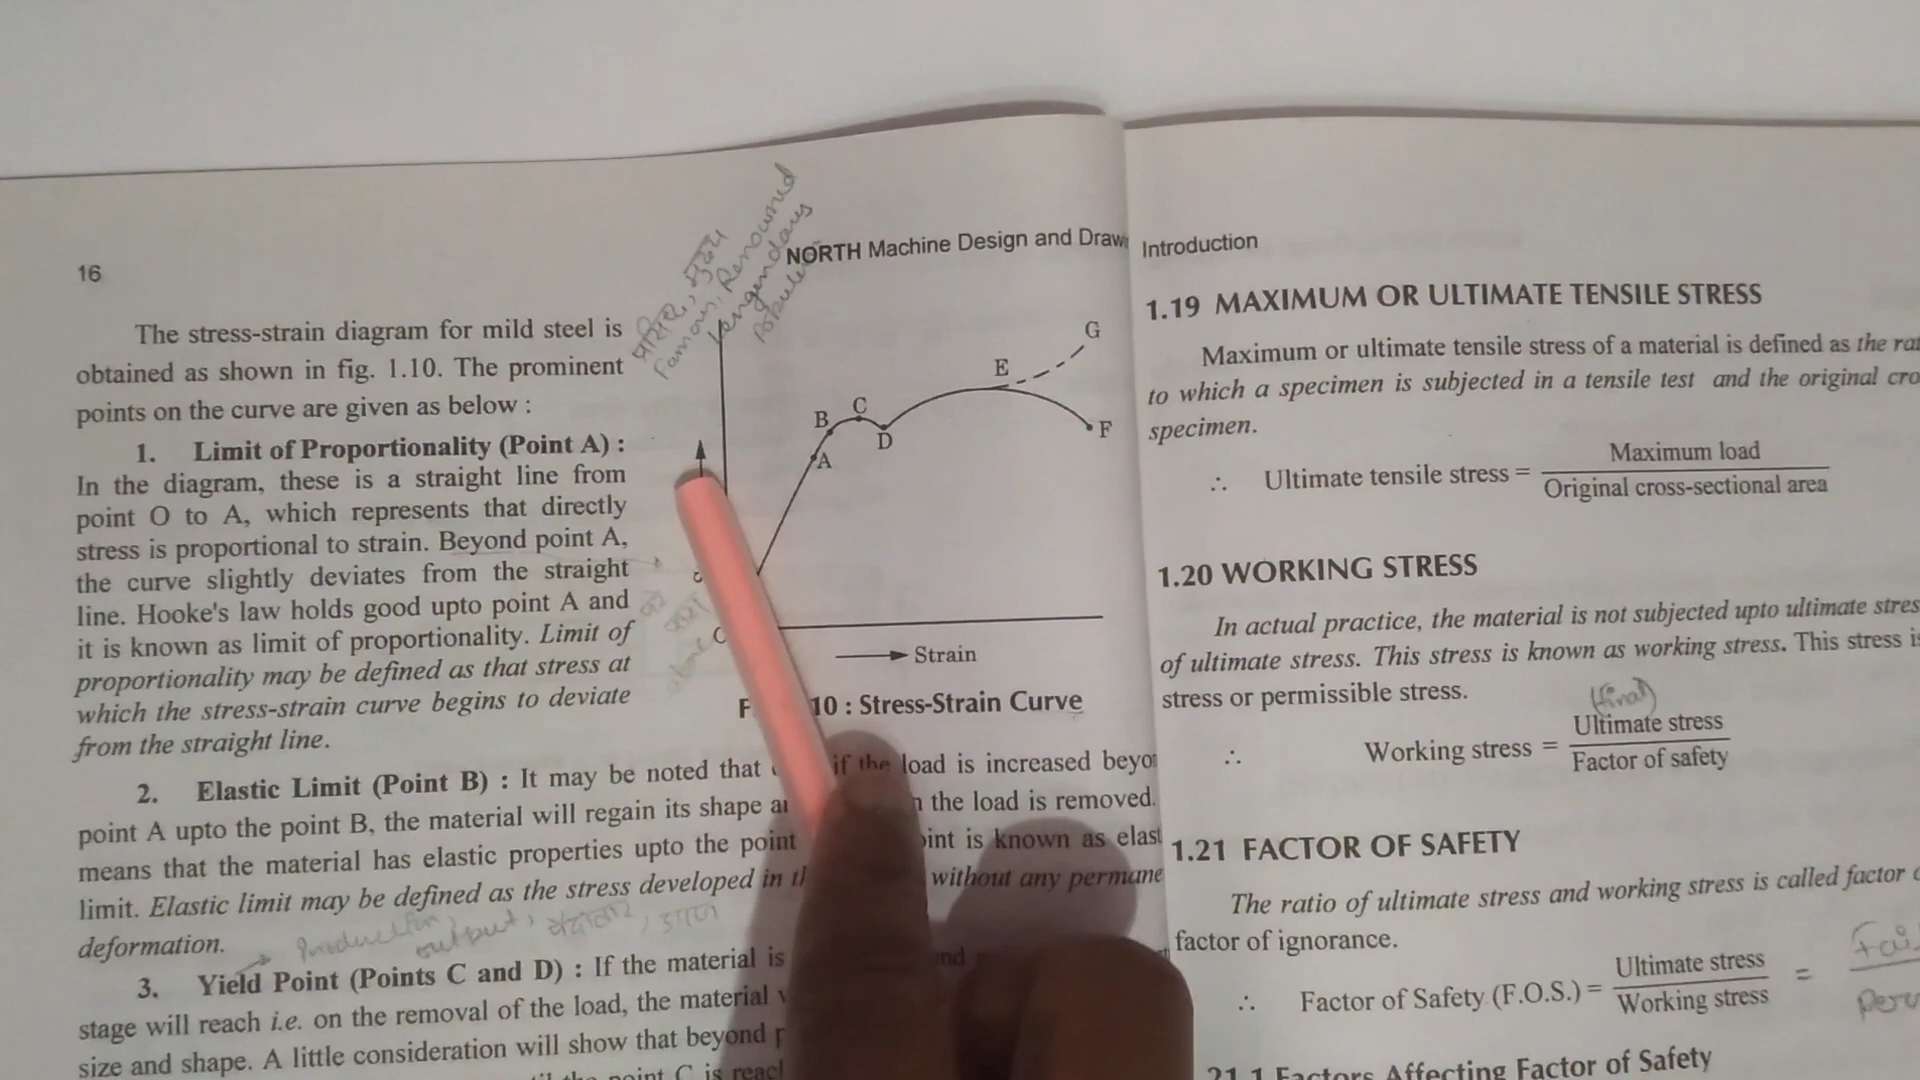 16
NORTH Machine Design and Draw
The stress-strain diagram for mild steel is
obtained as shown in fig. 1.10. The prominent
points on the curve are given as below :
1. Limit of Proportionality (Point A) :
In the diagram, these is a straight line from
point O to A, which represents that directly
stress is proportional to strain. Beyond point A,
the curve slightly deviates from the straight
line. Hooke's law holds good upto point A and
it is known as limit of proportionality. Limit of
proportionality may be defined as that stress at
which the stress-strain curve begins to deviate
from the straight line.
Famous, Renowned
G
E
B C
D F
A
Strain
10 : Stress-Strain Curve
2. Elastic Limit (Point B) : It may be noted that if the load is increased beyo
point A upto the point B, the material will regain its shape the load is removed.
means that the material has elastic properties upto the point is known as elast
limit. Elastic limit may be defined as the stress developed in without any permane
deformation.
Production,
output,
3. Yield Point (Points C and D) : If the material is
stage will reach i.e. on the removal of the load, the material
size and shape. A little consideration will show that beyond
point C is
Introduction
1.19 MAXIMUM OR ULTIMATE TENSILE STRESS
Maximum or ultimate tensile stress of a material is defined as the
to which a specimen is subjected in a tensile test and the original cro
specimen.
∴ Ultimate tensile stress = Maximum load
Original cross-sectional area
1.20 WORKING STRESS
In actual practice, the material is not subjected upto ultimate stres
of ultimate stress. This stress is known as working stress. This stress is
stress or permissible stress.
(final)
∴ Working stress = Ultimate stress
Factor of safety
1.21 FACTOR OF SAFETY
The ratio of ultimate stress and working stress is called factor
factor of ignorance.
∴ Factor of Safety (F.O.S.) = Ultimate stress =
Working stress
21.1 Factors Affecting Factor of Safety